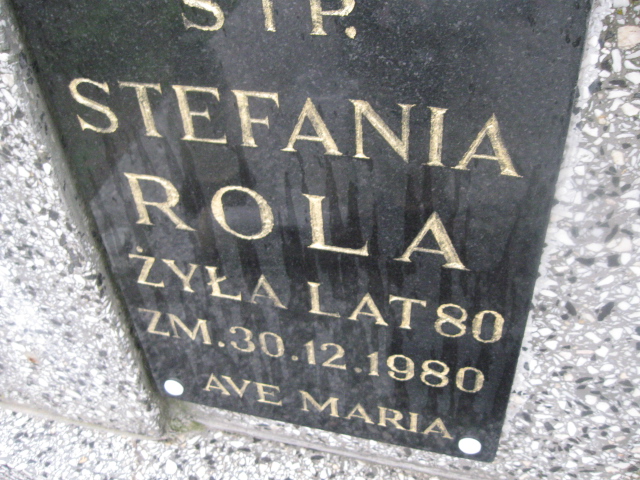 Ś✝P.
STEFANIA
ROLA
ŻYŁA LAT 80
ZM. 30.12.1980
AVE MARIA